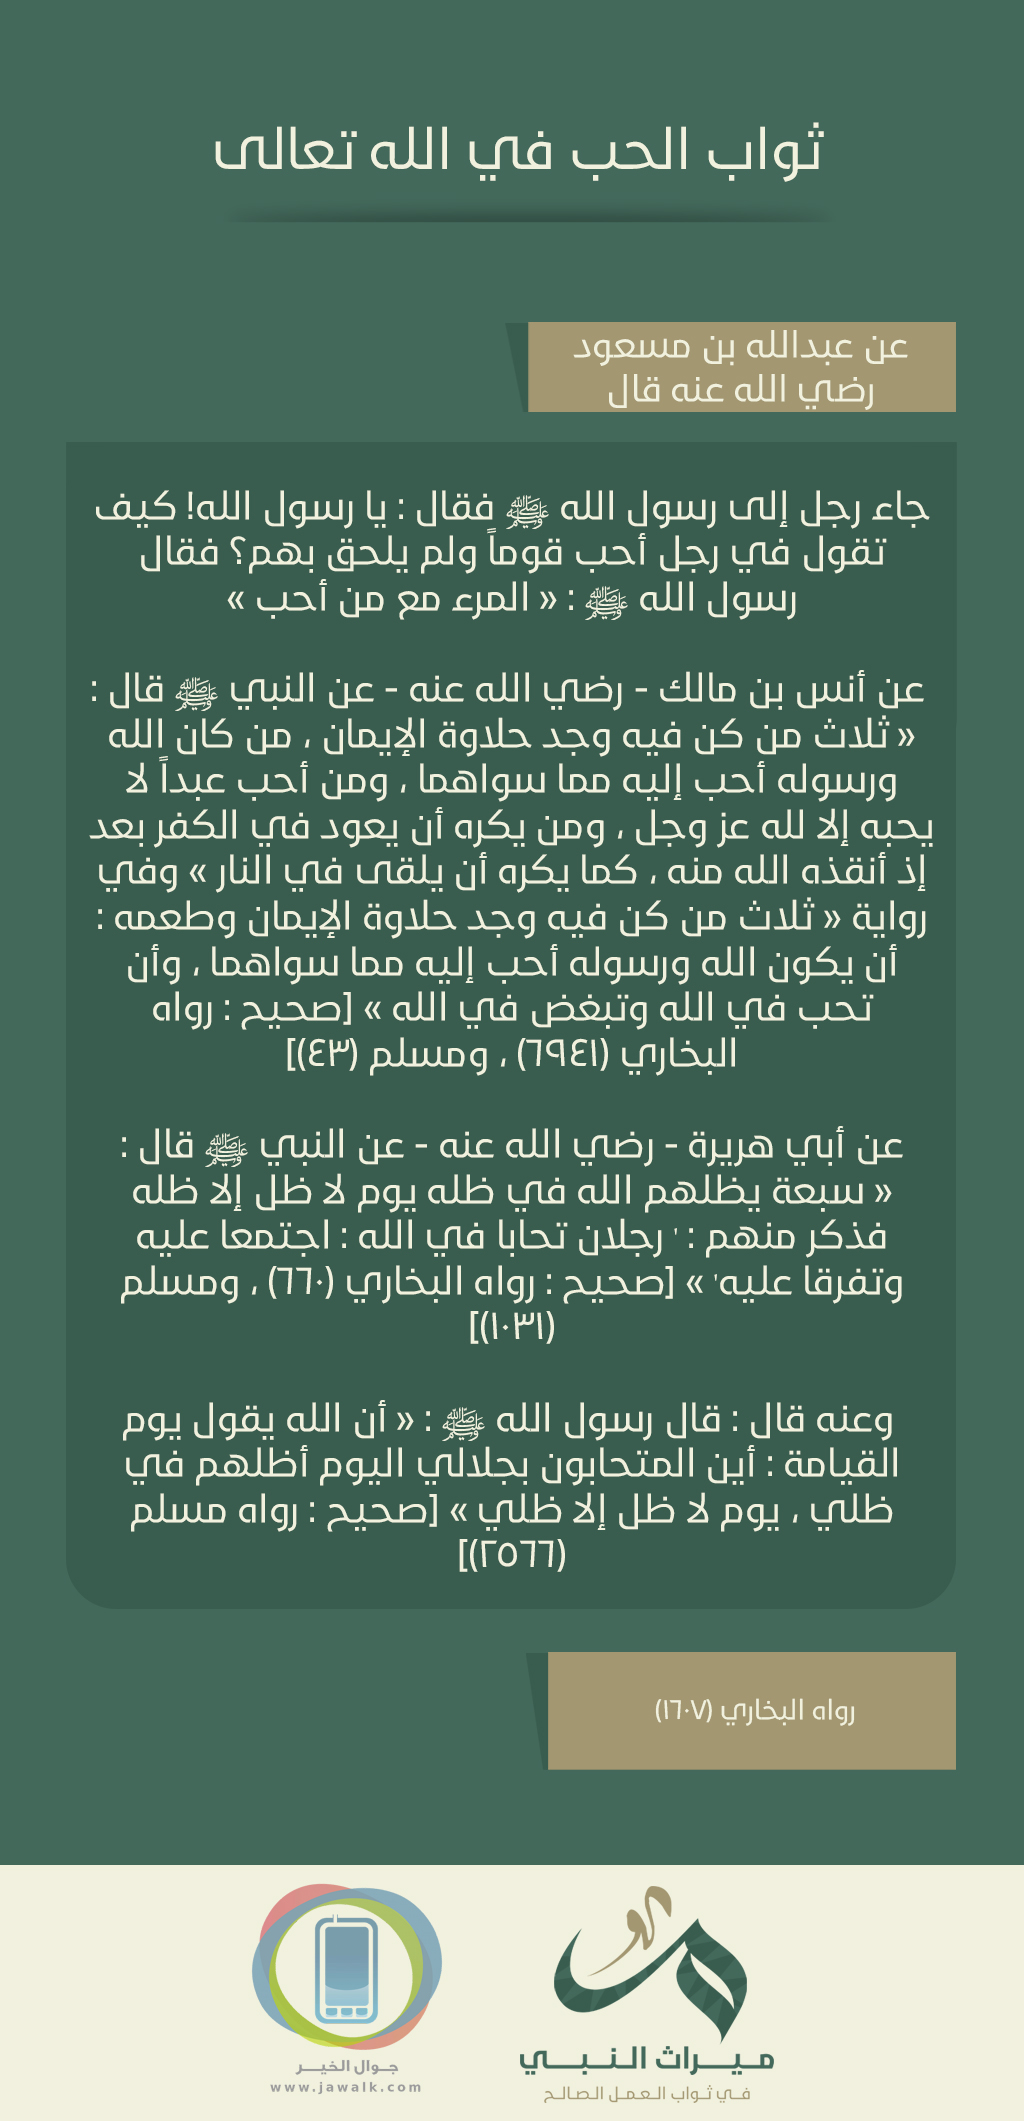 ثواب الحب في الله تعالى
عن عبدالله بن مسعود
رضي الله عنه قال
جاء رجل إلى رسول الله ﷺ فقال : يا رسول الله! كيف
تقول في رجل أحب قوماً ولم يلحق بهم؟ فقال
رسول الله ﷺ : « المرء مع من أحب »
عن أنس بن مالك - رضي الله عنه - عن النبي ﷺ قال :
« ثلاث من كن فيه وجد حلاوة الإيمان ، من كان الله
ورسوله أحب إليه مما سواهما ، ومن أحب عبداً لا
يحبه إلا لله عز وجل ، ومن يكره أن يعود في الكفر بعد
إذ أنقذه الله منه ، كما يكره أن يلقى في النار » وفي
رواية « ثلاث من كن فيه وجد حلاوة الإيمان وطعمه :
أن يكون الله ورسوله أحب إليه مما سواهما ، وأن
تحب في الله وتبغض في الله » [صحيح : رواه
البخاري (٦٩٤١) ، ومسلم (٤٣)]
عن أبي هريرة - رضي الله عنه - عن النبي ﷺ قال :
« سبعة يظلهم الله في ظله يوم لا ظل إلا ظله
فذكر منهم : ' رجلان تحابا في الله : اجتمعا عليه
وتفرقا عليه' » [صحيح : رواه البخاري (٦٦٠) ، ومسلم
(١٠٣١)]
وعنه قال : قال رسول الله ﷺ : « أن الله يقول يوم
القيامة : أين المتحابون بجلالي اليوم أظلهم في
ظلي ، يوم لا ظل إلا ظلي » [صحيح : رواه مسلم
(٢٥٦٦)]
رواه البخاري (١٦٠٧)
ميراث النبي
في ثواب العمل الصالح
جوال الخير
www.jawalk.com